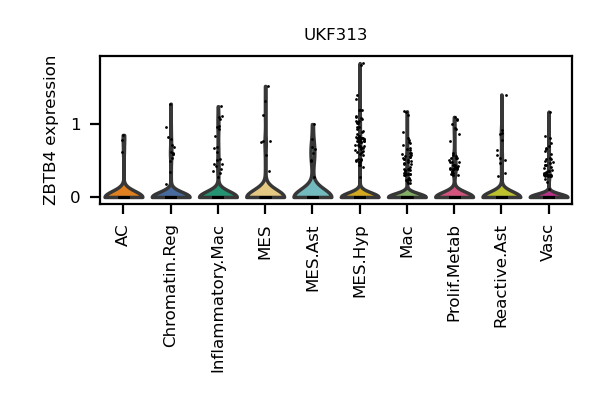 UKF313
ZBTB4 expression
1
0
AC
Chromatin.Reg
Inflammatory.Mac
MES
MES.Ast
MES.Hyp
Mac
Prolif.Metab
Reactive.Ast
Vasc